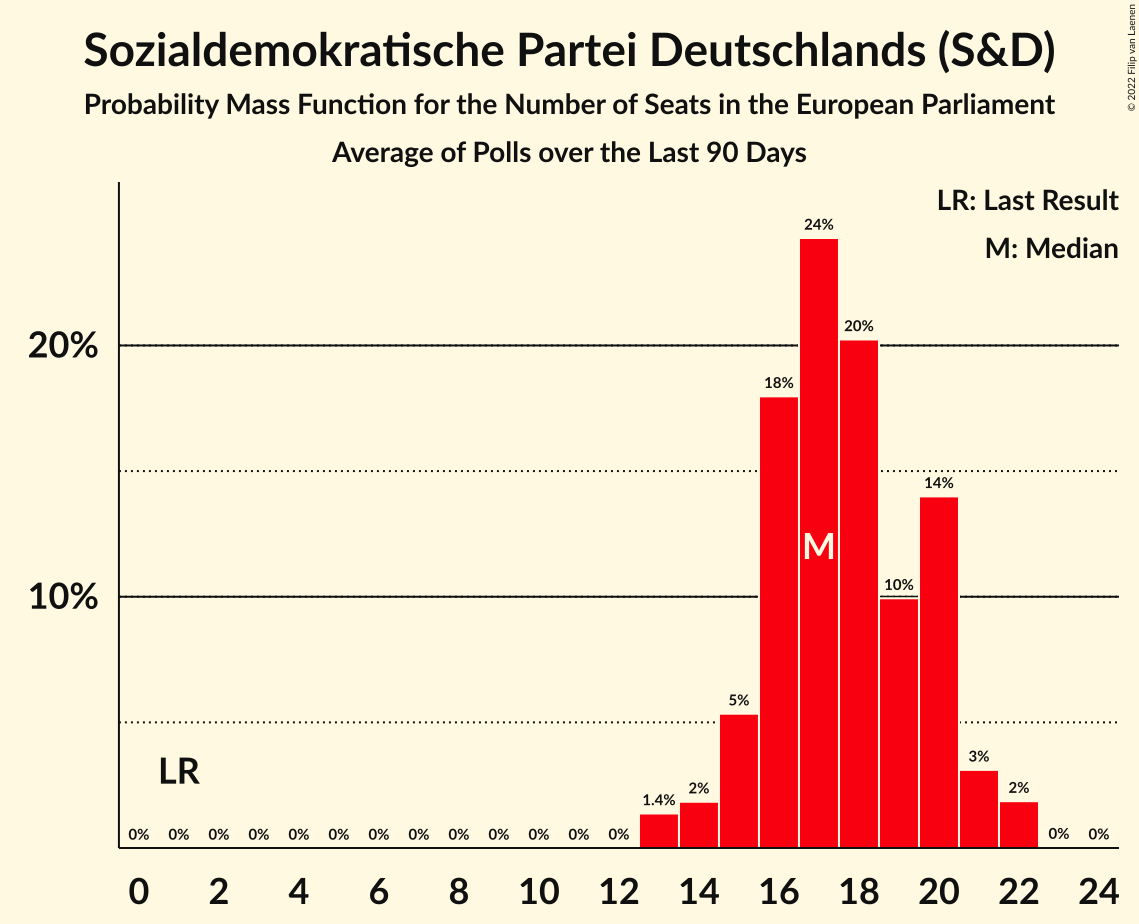 Sozialdemokratische Partei Deutschlands (S&D)
Probability Mass Function for the Number of Seats in the European Parliament
Average of Polls over the Last 90 Days
© 2022 Filip van Laenen
LR: Last Result
M: Median
24%
20%
20%
18%
14%
M
10%
10%
5%
LR
3%
1.4% 2% 2%
0% 0% 0% 0% 0% 0% 0% 0% 0% 0% 0% 0% 0% 0% 0%
0 2 4 6 8 10 12 14 16 18 20 22 24